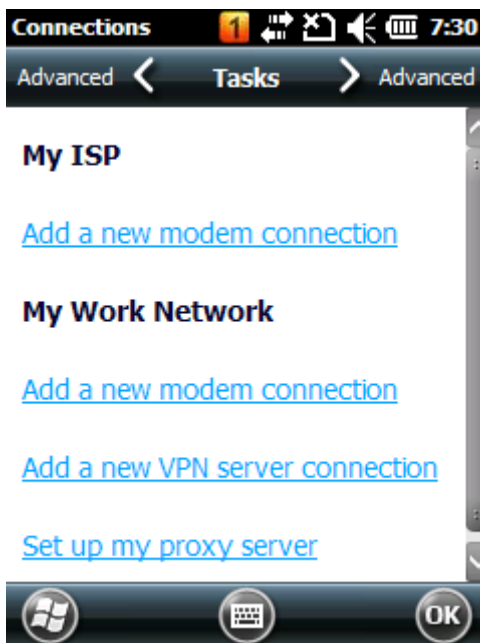 Connections 1 7:30
Advanced Tasks Advanced
My ISP
Add a new modem connection
My Work Network
Add a new modem connection
Add a new VPN server connection
Set up my proxy server
OK